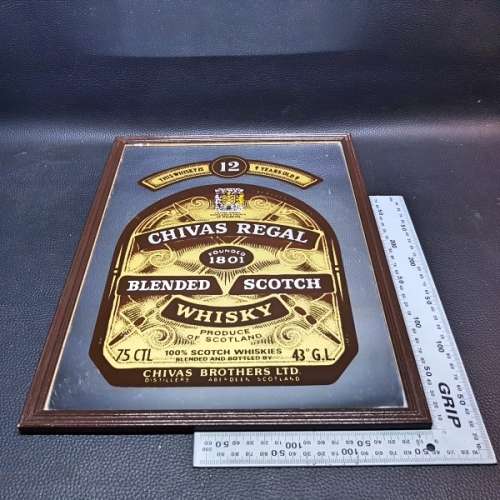 THIS WHISKY IS 12 YEARS OLD
CHIVAS REGAL
FOUNDED
1801
BLENDED SCOTCH
WHISKY
PRODUCE
OF SCOTLAND
75 CTL 43° G.L.
100% SCOTCH WHISKIES
BLENDED AND BOTTLED BY
CHIVAS BROTHERS LTD.
DISTILLERS ABERDEEN SCOTLAND
GRIP